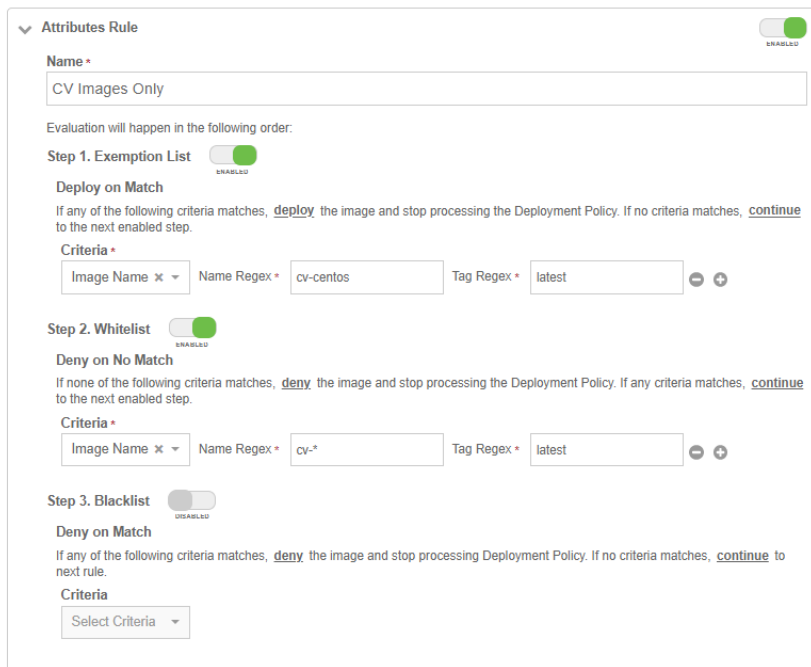 Attributes Rule
ENABLED
Name *
CV Images Only
Evaluation will happen in the following order:
Step 1. Exemption List
ENABLED
Deploy on Match
If any of the following criteria matches, deploy the image and stop processing the Deployment Policy. If no criteria matches, continue
to the next enabled step.
Criteria *
Image Name × Name Regex * cv-centos Tag Regex * latest
Step 2. Whitelist
ENABLED
Deny on No Match
If none of the following criteria matches, deny the image and stop processing the Deployment Policy. If any criteria matches, continue
to the next enabled step.
Criteria *
Image Name × Name Regex * cv-* Tag Regex * latest
Step 3. Blacklist
DISABLED
Deny on Match
If any of the following criteria matches, deny the image and stop processing Deployment Policy. If no criteria matches, continue to
next rule.
Criteria
Select Criteria